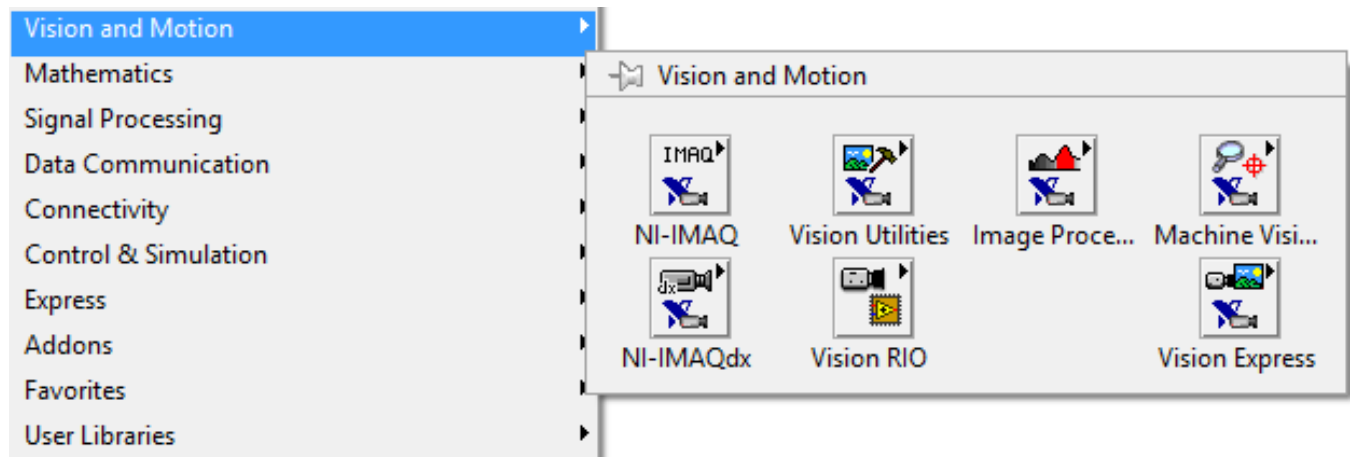 Vision and Motion
Mathematics
Signal Processing
Data Communication
Connectivity
Control & Simulation
Express
Addons
Favorites
User Libraries
Vision and Motion
IMAQ
NI-IMAQ Vision Utilities Image Proce... Machine Visi...
dx
NI-IMAQdx Vision RIO Vision Express